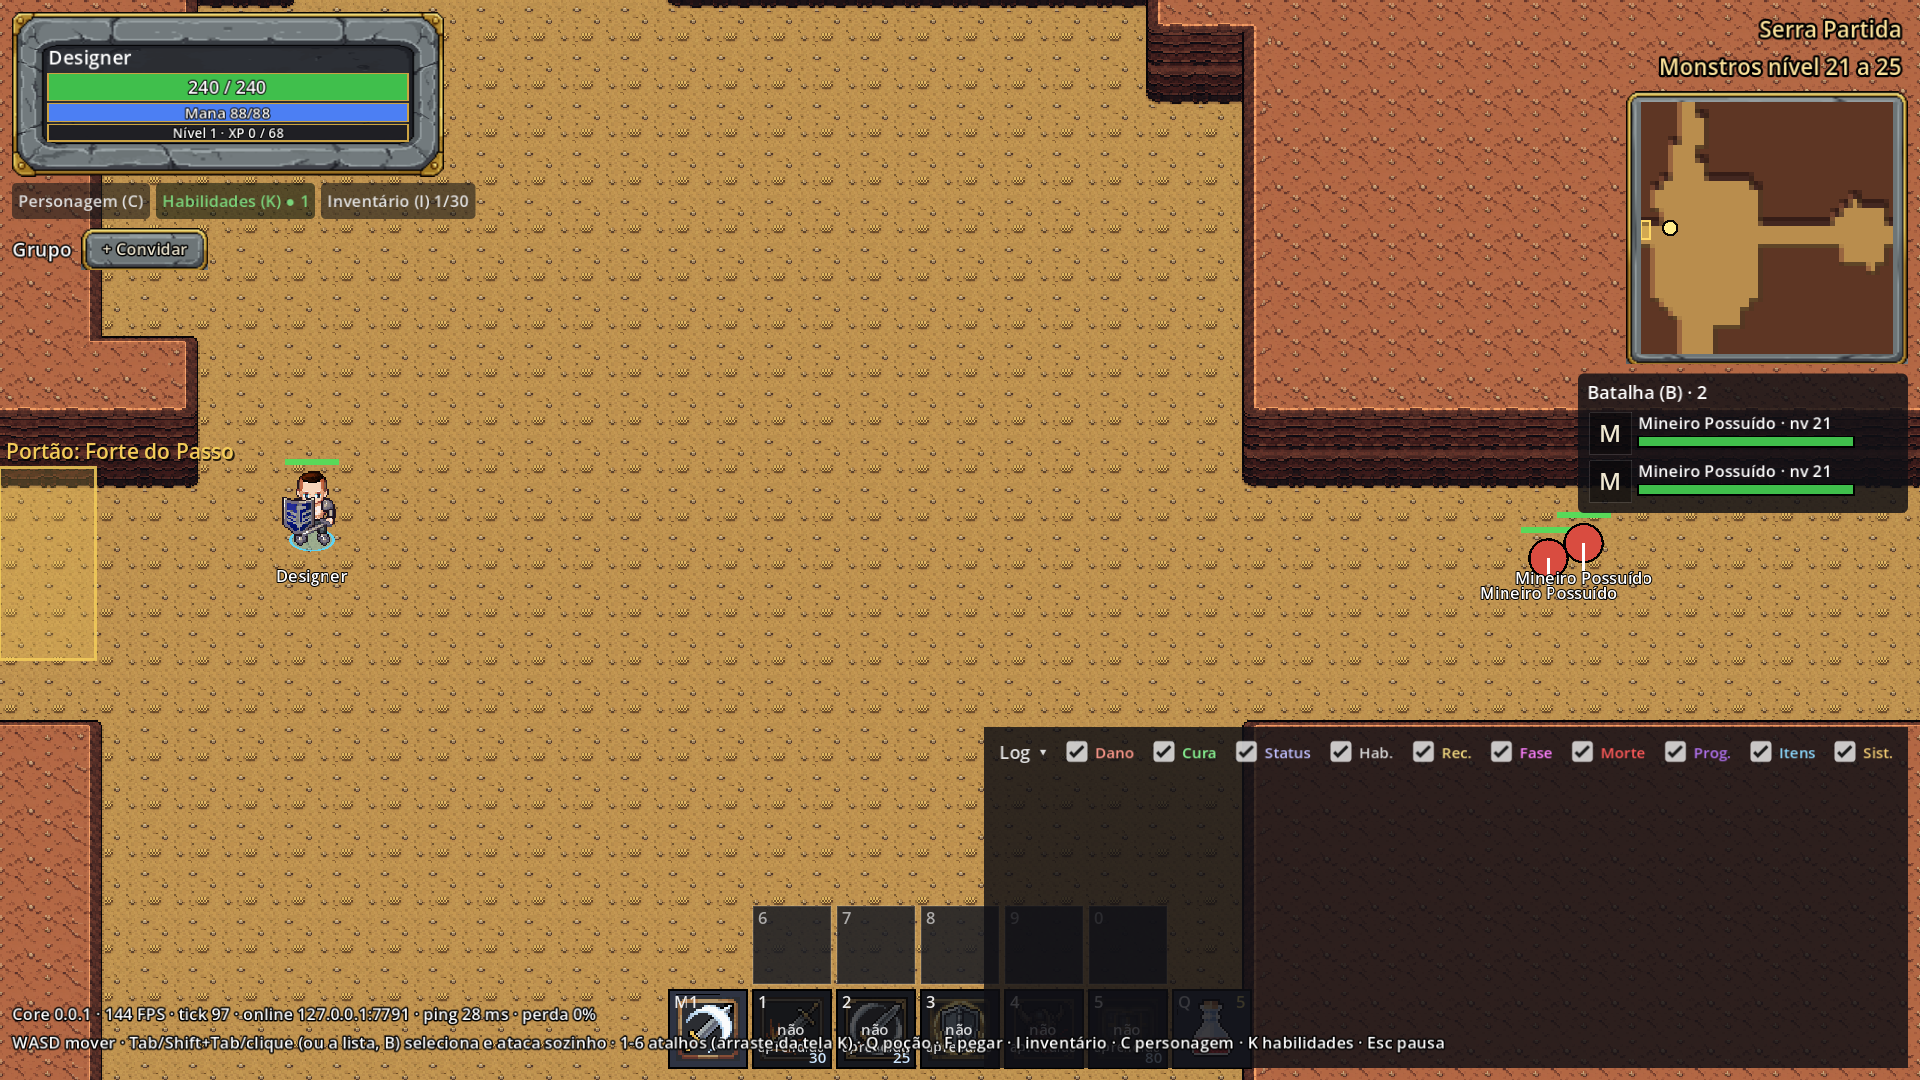 Designer
240 / 240
Mana 88/88
Nível 1 · XP 0 / 68
Personagem (C)
Habilidades (K) ● 1
Inventário (I) 1/30
Grupo
+ Convidar
Serra Partida
Monstros nível 21 a 25
Batalha (B) · 2
M
Mineiro Possuído · nv 21
M
Mineiro Possuído · nv 21
Portão: Forte do Passo
Designer
Mineiro Possuído
Mineiro Possuído
Log ▾
Dano
Cura
Status
Hab.
Rec.
Fase
Morte
Prog.
Itens
Sist.
6
7
8
9
0
M1
1
não
30
2
não
25
3
não
4
não
5
não
80
Q
5
Core 0.0.1 · 144 FPS · tick 97 · online 127.0.0.1:7791 · ping 28 ms · perda 0%
WASD mover · Tab/Shift+Tab/clique (ou a lista, B) seleciona e ataca sozinho · 1-6 atalhos (arraste da tela K) · Q poção · F pegar · I inventário · C personagem · K habilidades · Esc pausa